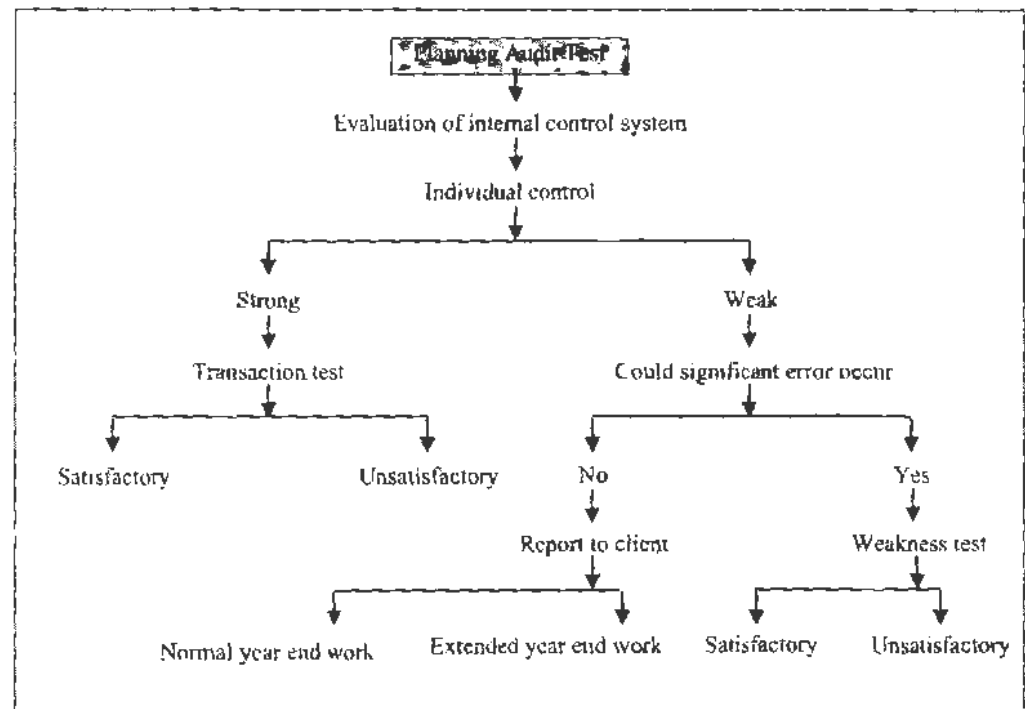 Planning Audit Test
Evaluation of internal control system
Individual control
Strong Weak
Transaction test Could significant error occur
Satisfactory Unsatisfactory No Yes
Report to client Weakness test
Normal year end work Extended year end work Satisfactory Unsatisfactory